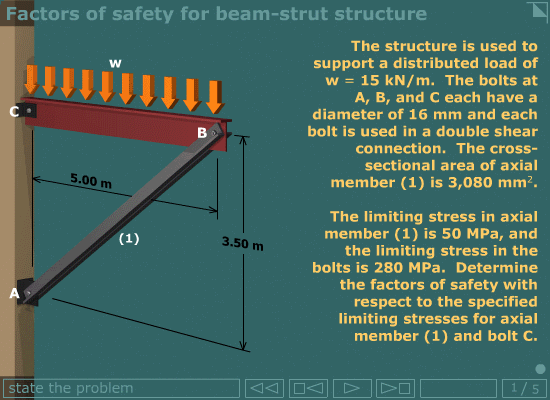 Factors of safety for beam-strut structure
w
C
B
5.00 m
3.50 m
(1)
A
The structure is used to
support a distributed load of
w = 15 kN/m.  The bolts at
A, B, and C each have a
diameter of 16 mm and each
bolt is used in a double shear
connection.  The cross-
sectional area of axial
member (1) is 3,080 mm².
The limiting stress in axial
member (1) is 50 MPa, and
the limiting stress in the
bolts is 280 MPa.  Determine
the factors of safety with
respect to the specified
limiting stresses for axial
member (1) and bolt C.
state the problem
1 / 5